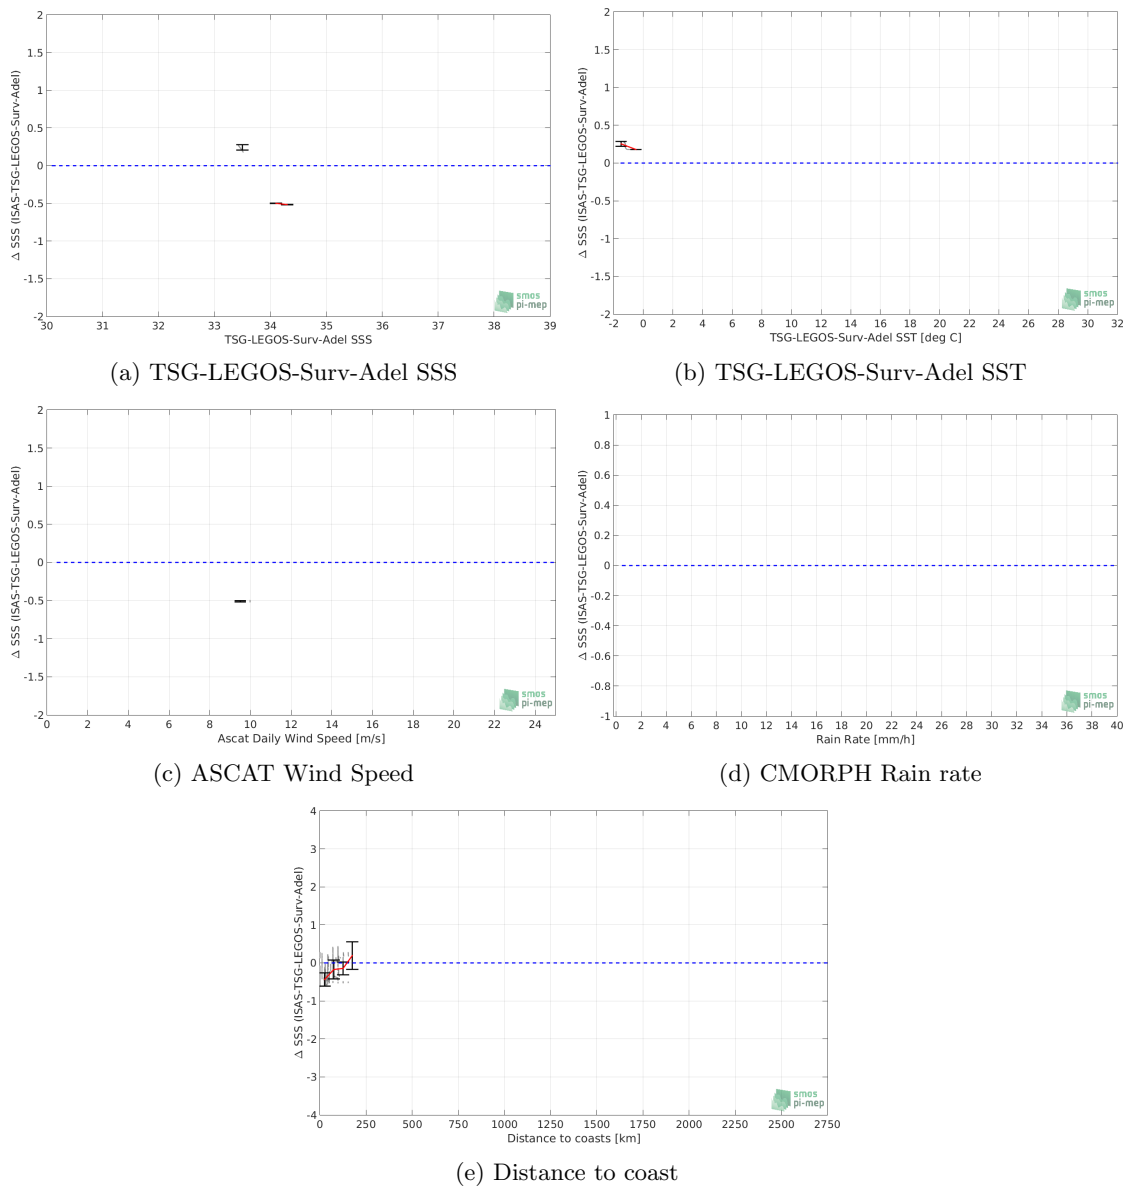 2
1.5
1
0.5
0
-0.5
-1
-1.5
-2
Δ SSS (ISAS-TSG-LEGOS-Surv-Adel)
30 31 32 33 34 35 36 37 38 39
TSG-LEGOS-Surv-Adel SSS
smos
pi-mep
(a) TSG-LEGOS-Surv-Adel SSS
2
1.5
1
0.5
0
-0.5
-1
-1.5
-2
Δ SSS (ISAS-TSG-LEGOS-Surv-Adel)
-2 0 2 4 6 8 10 12 14 16 18 20 22 24 26 28 30 32
TSG-LEGOS-Surv-Adel SST [deg C]
smos
pi-mep
(b) TSG-LEGOS-Surv-Adel SST
2
1.5
1
0.5
0
-0.5
-1
-1.5
-2
Δ SSS (ISAS-TSG-LEGOS-Surv-Adel)
0 2 4 6 8 10 12 14 16 18 20 22 24
Ascat Daily Wind Speed [m/s]
smos
pi-mep
(c) ASCAT Wind Speed
1
0.8
0.6
0.4
0.2
0
-0.2
-0.4
-0.6
-0.8
-1
Δ SSS (ISAS-TSG-LEGOS-Surv-Adel)
0 2 4 6 8 10 12 14 16 18 20 22 24 26 28 30 32 34 36 38 40
Rain Rate [mm/h]
smos
pi-mep
(d) CMORPH Rain rate
4
3
2
1
0
-1
-2
-3
-4
Δ SSS (ISAS-TSG-LEGOS-Surv-Adel)
0 250 500 750 1000 1250 1500 1750 2000 2250 2500 2750
Distance to coasts [km]
smos
pi-mep
(e) Distance to coast